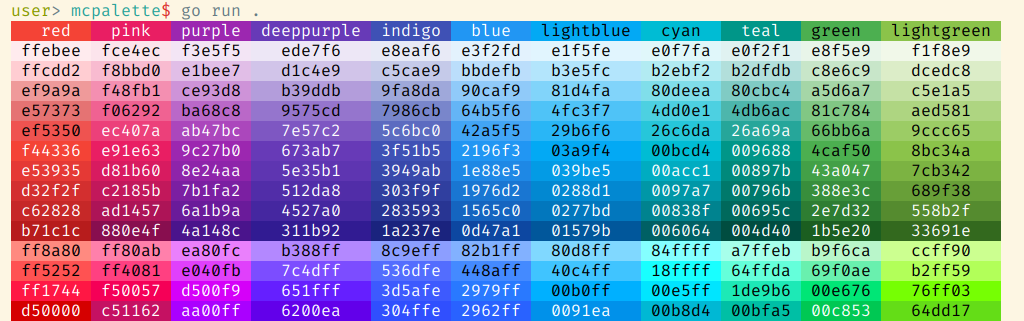 user> mcpalette$ go run .
red pink purple deeppurple indigo blue lightblue cyan teal green lightgreen
ffebee fce4ec f3e5f5 ede7f6 e8eaf6 e3f2fd e1f5fe e0f7fa e0f2f1 e8f5e9 f1f8e9
ffcdd2 f8bbd0 e1bee7 d1c4e9 c5cae9 bbdefb b3e5fc b2ebf2 b2dfdb c8e6c9 dcedc8
ef9a9a f48fb1 ce93d8 b39ddb 9fa8da 90caf9 81d4fa 80deea 80cbc4 a5d6a7 c5e1a5
e57373 f06292 ba68c8 9575cd 7986cb 64b5f6 4fc3f7 4dd0e1 4db6ac 81c784 aed581
ef5350 ec407a ab47bc 7e57c2 5c6bc0 42a5f5 29b6f6 26c6da 26a69a 66bb6a 9ccc65
f44336 e91e63 9c27b0 673ab7 3f51b5 2196f3 03a9f4 00bcd4 009688 4caf50 8bc34a
e53935 d81b60 8e24aa 5e35b1 3949ab 1e88e5 039be5 00acc1 00897b 43a047 7cb342
d32f2f c2185b 7b1fa2 512da8 303f9f 1976d2 0288d1 0097a7 00796b 388e3c 689f38
c62828 ad1457 6a1b9a 4527a0 283593 1565c0 0277bd 00838f 00695c 2e7d32 558b2f
b71c1c 880e4f 4a148c 311b92 1a237e 0d47a1 01579b 006064 004d40 1b5e20 33691e
ff8a80 ff80ab ea80fc b388ff 8c9eff 82b1ff 80d8ff 84ffff a7ffeb b9f6ca ccff90
ff5252 ff4081 e040fb 7c4dff 536dfe 448aff 40c4ff 18ffff 64ffda 69f0ae b2ff59
ff1744 f50057 d500f9 651fff 3d5afe 2979ff 00b0ff 00e5ff 1de9b6 00e676 76ff03
d50000 c51162 aa00ff 6200ea 304ffe 2962ff 0091ea 00b8d4 00bfa5 00c853 64dd17